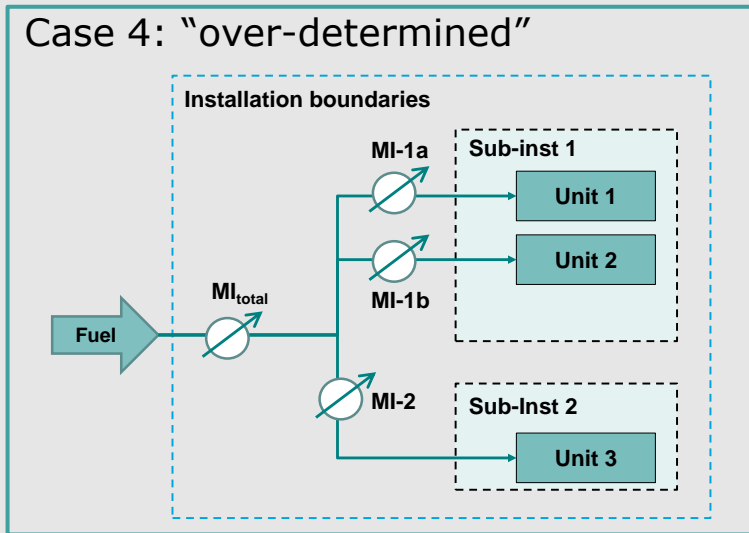 Case 4: “over-determined”
Installation boundaries
MI-1a
Sub-inst 1
Unit 1
Unit 2
MI-1b
MItotal
Fuel
MI-2
Sub-Inst 2
Unit 3